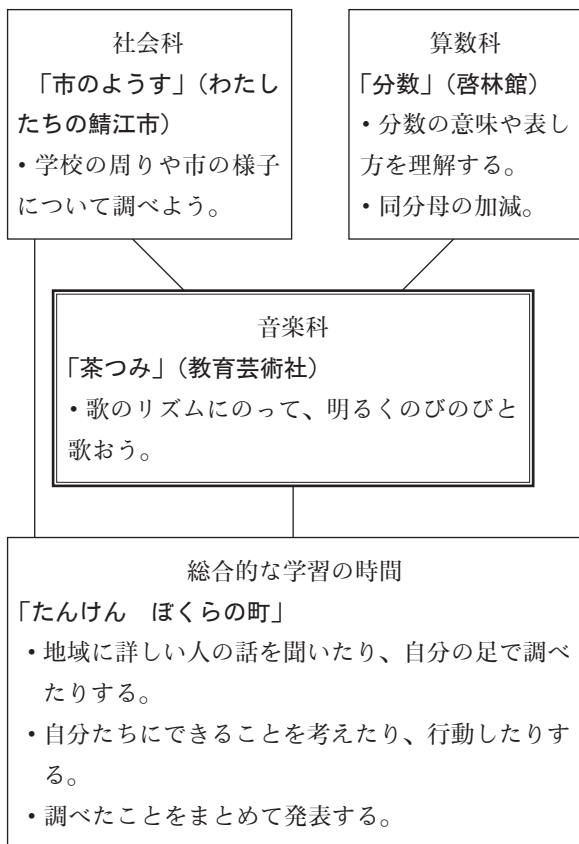 社会科
「市のようす」（わたし
たちの鯖江市）
・学校の周りや市の様子
について調べよう。
算数科
「分数」（啓林館）
・分数の意味や表し
方を理解する。
・同分母の加減。
音楽科
「茶つみ」（教育芸術社）
・歌のリズムにのって、明るくのびのびと
歌おう。
総合的な学習の時間
「たんけん　ぼくらの町」
・地域に詳しい人の話を聞いたり、自分の足で調べ
たりする。
・自分たちにできることを考えたり、行動したりす
る。
・調べたことをまとめて発表する。